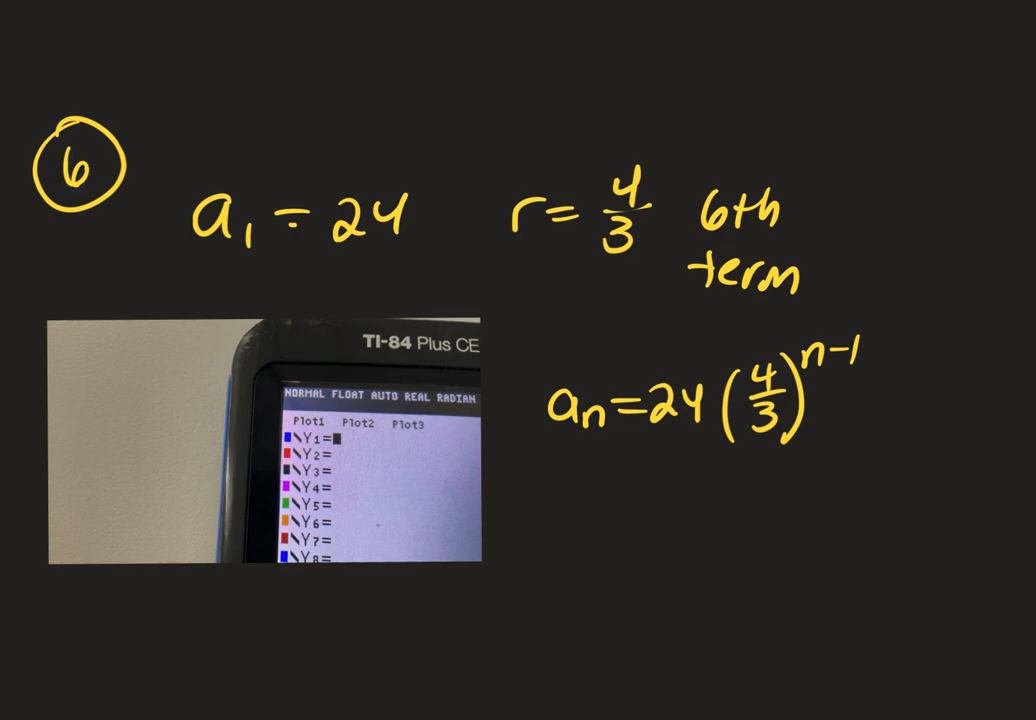 6
a₁ = 24
r = 4/3
6th
term
TI-84 Plus CE
NORMAL FLOAT AUTO REAL RADIAN
Plot1 Plot2 Plot3
\Y₁=
\Y₂=
\Y₃=
\Y₄=
\Y₅=
\Y₆=
\Y₇=
\Y₈=
aₙ = 24(4/3)ⁿ⁻¹